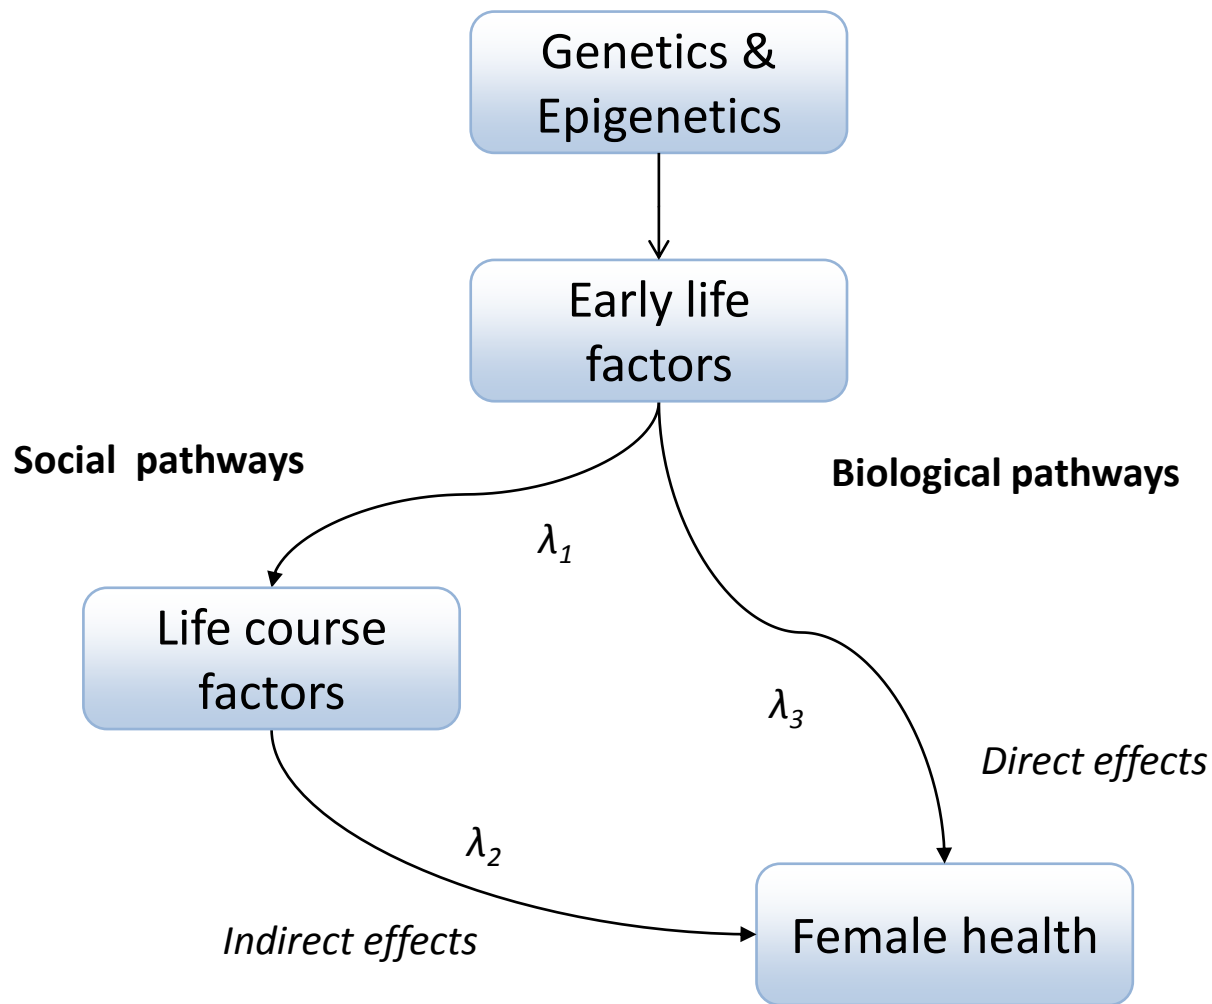 Genetics &
Epigenetics
Early life
factors
Social  pathways
Biological pathways
λ1
Life course
factors
λ3
Direct effects
λ2
Indirect effects
Female health